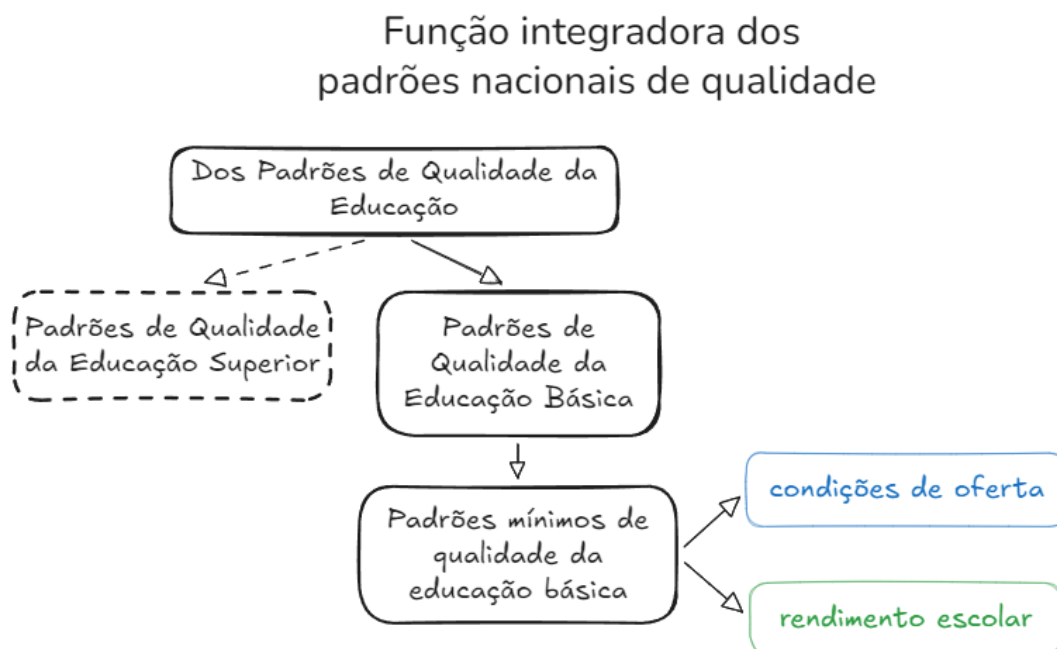 Função integradora dos
padrões nacionais de qualidade
Dos Padrões de Qualidade da
Educação
Padrões de Qualidade
da Educação Superior
Padrões de
Qualidade da
Educação Básica
Padrões mínimos de
qualidade da
educação básica
condições de oferta
rendimento escolar